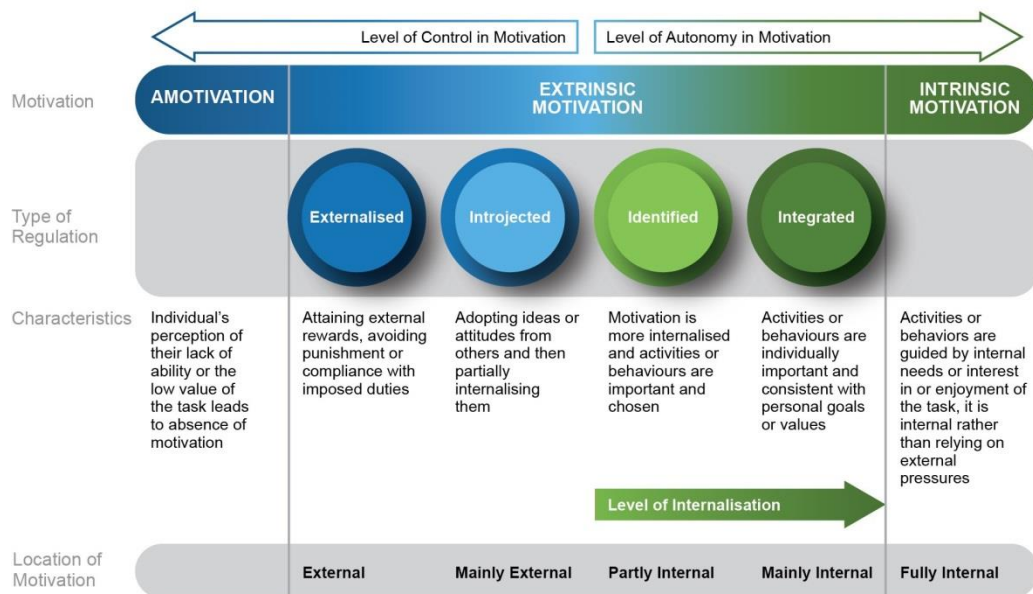 Level of Control in Motivation
Level of Autonomy in Motivation
Motivation
AMOTIVATION
EXTRINSIC
MOTIVATION
INTRINSIC
MOTIVATION
Type of
Regulation
Externalised
Introjected
Identified
Integrated
Characteristics
Individual's
perception of
their lack of
ability or the
low value of
the task leads
to absence of
motivation
Attaining external
rewards, avoiding
punishment or
compliance with
imposed duties
Adopting ideas or
attitudes from
others and then
partially
internalising
them
Motivation is
more internalised
and activities or
behaviours are
important and
chosen
Activities or
behaviours are
individually
important and
consistent with
personal goals
or values
Activities or
behaviors are
guided by internal
needs or interest
in or enjoyment of
the task, it is
internal rather
than relying on
external
pressures
Level of Internalisation
Location of
Motivation
External
Mainly External
Partly Internal
Mainly Internal
Fully Internal